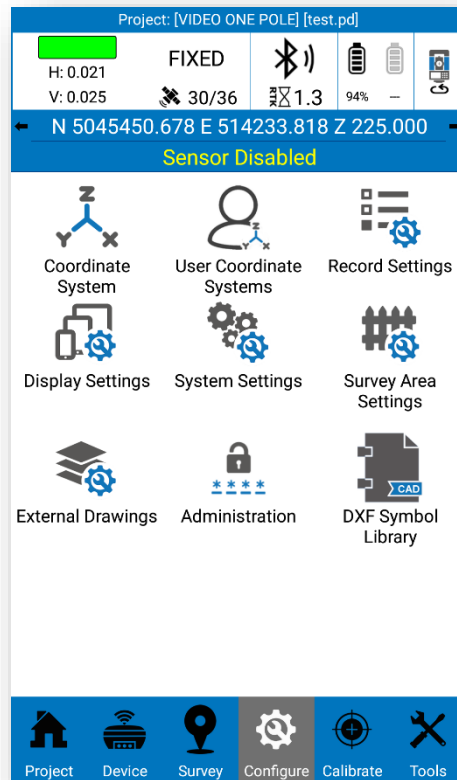 Project: [VIDEO ONE POLE] [test.pd]
H: 0.021
V: 0.025
FIXED
30/36
RTK 1.3
94%
--
N 5045450.678 E 514233.818 Z 225.000
Sensor Disabled
Z
Y X
Coordinate
System
User Coordinate
Systems
Record Settings
Display Settings
System Settings
Survey Area
Settings
External Drawings
****
Administration
CAD
DXF Symbol
Library
Project
Device
Survey
Configure
Calibrate
Tools